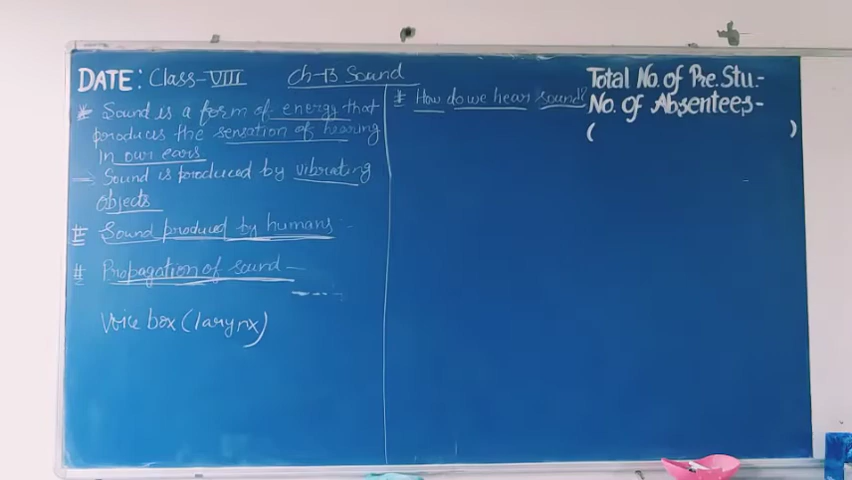 DATE: Class-VIII Ch-13 Sound
* Sound is a form of energy that
produces the sensation of hearing
in our ears
→ Sound is produced by vibrating
objects
# Sound produced by humans :-
# Propagation of sound -
Voice box (larynx)
# How do we hear sound?
Total No. of Pre. Stu.-
No. of Absentees-
( )